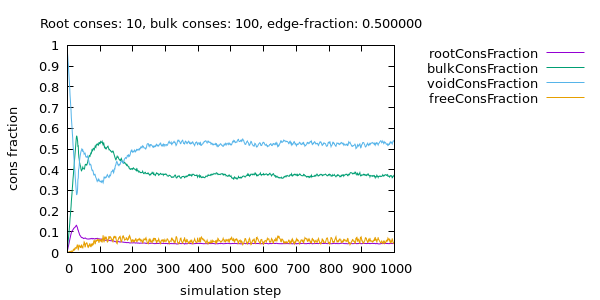 Root conses: 10, bulk conses: 100, edge-fraction: 0.500000
1
0.9
0.8
0.7
0.6
0.5
0.4
0.3
0.2
0.1
0
cons fraction
0 100 200 300 400 500 600 700 800 900 1000
simulation step
rootConsFraction
bulkConsFraction
voidConsFraction
freeConsFraction